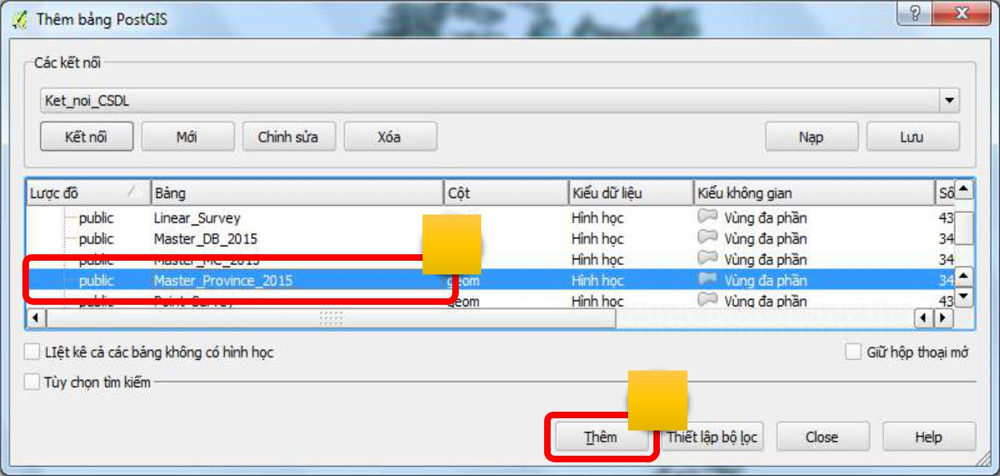 Thêm bảng PostGIS
Các kết nối
Ket_noi_CSDL
Kết nối Mới Chỉnh sửa Xóa Nạp Lưu
Lược đồ Bảng Cột Kiểu dữ liệu Kiểu không gian Số
public Linear_Survey Hình học Vùng đa phần 43
public Master_DB_2015 Hình học Vùng đa phần 34
public Master_MC_2015 Hình học Vùng đa phần 34
public Master_Province_2015 geom Hình học Vùng đa phần 34
public Point_Survey geom Hình học Vùng đa phần 43
LIệt kê cả các bảng không có hình học Giữ hộp thoại mở
Tùy chọn tìm kiếm
Thêm Thiết lập bộ lọc Close Help